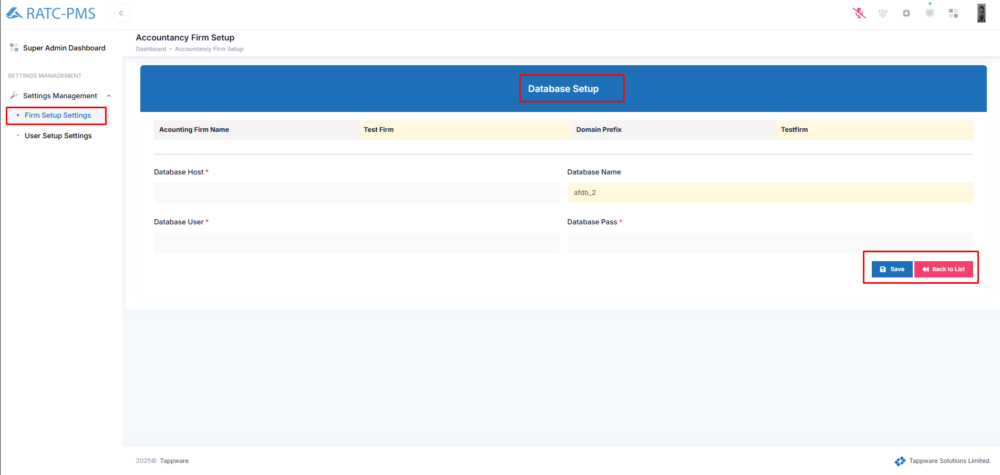 RATC-PMS
Super Admin Dashboard
SETTINGS MANAGEMENT
Settings Management
Firm Setup Settings
User Setup Settings
Accountancy Firm Setup
Dashboard - Accountancy Firm Setup
Database Setup
Acounting Firm Name Test Firm Domain Prefix Testfirm
Database Host * Database Name
afdb_2
Database User * Database Pass *
Save Back to List
2025© Tappware Tappware Solutions Limited.